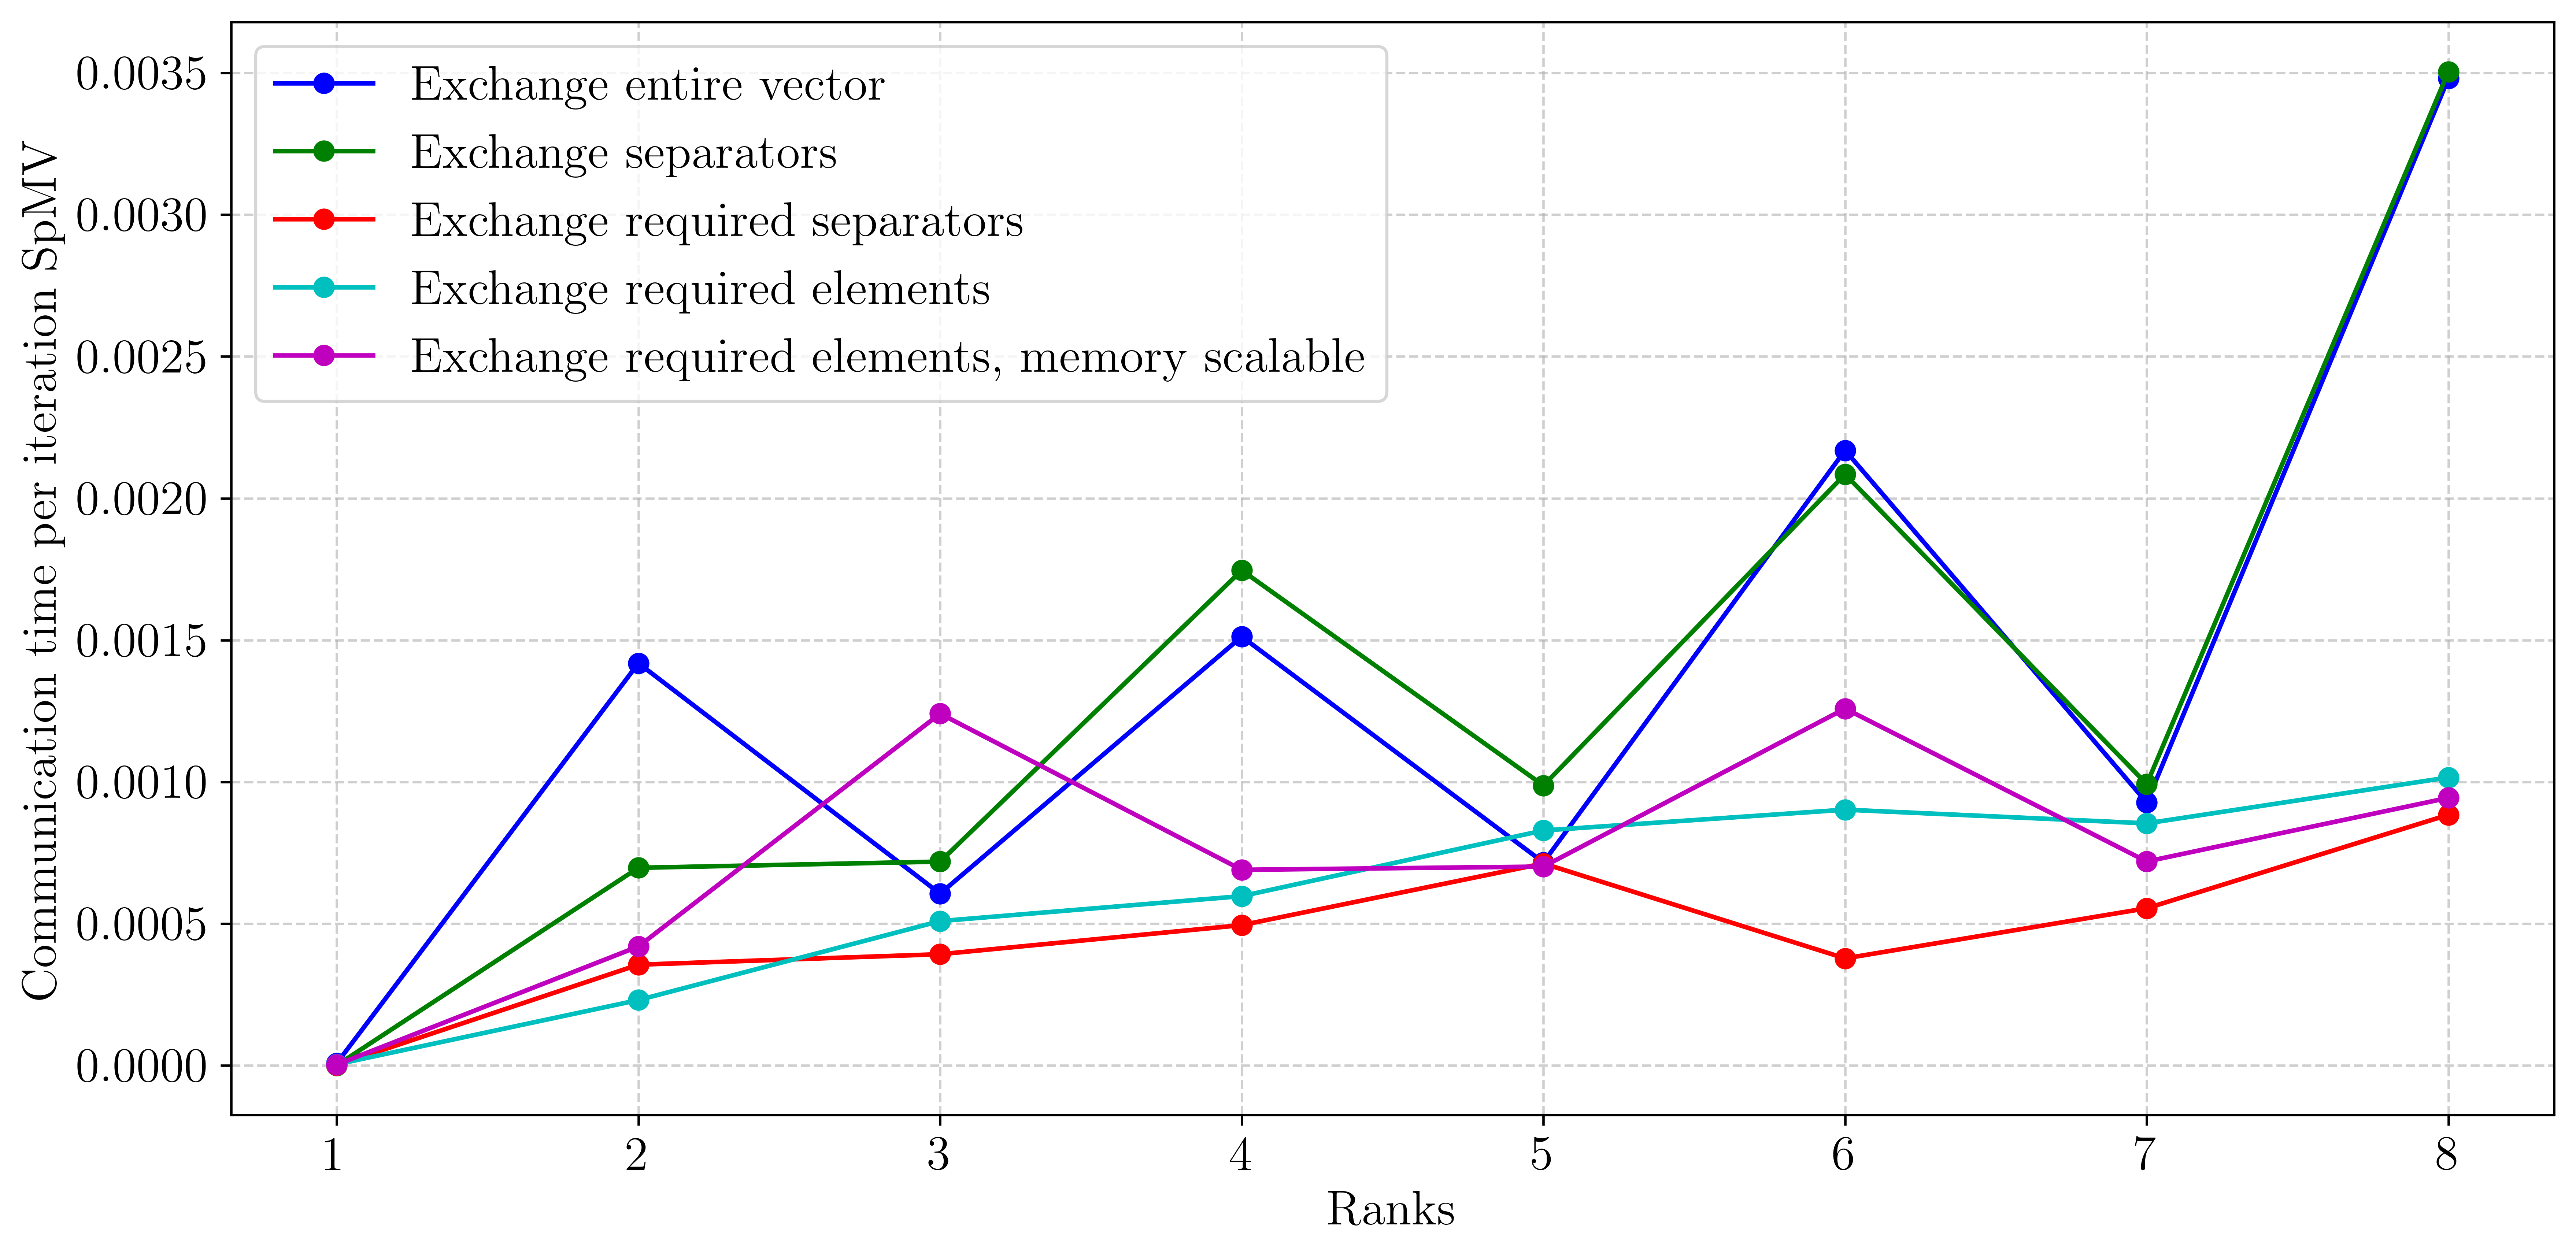 Communication time per iteration SpMV
0.0035
0.0030
0.0025
0.0020
0.0015
0.0010
0.0005
0.0000
Exchange entire vector
Exchange separators
Exchange required separators
Exchange required elements
Exchange required elements, memory scalable
1 2 3 4 5 6 7 8
Ranks